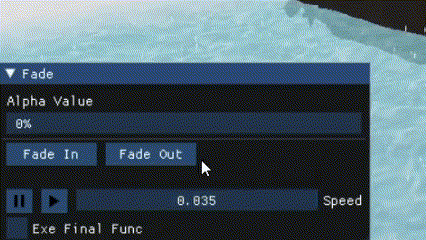 Fade
Alpha Value
0%
Fade In Fade Out
0.035 Speed
Exe Final Func